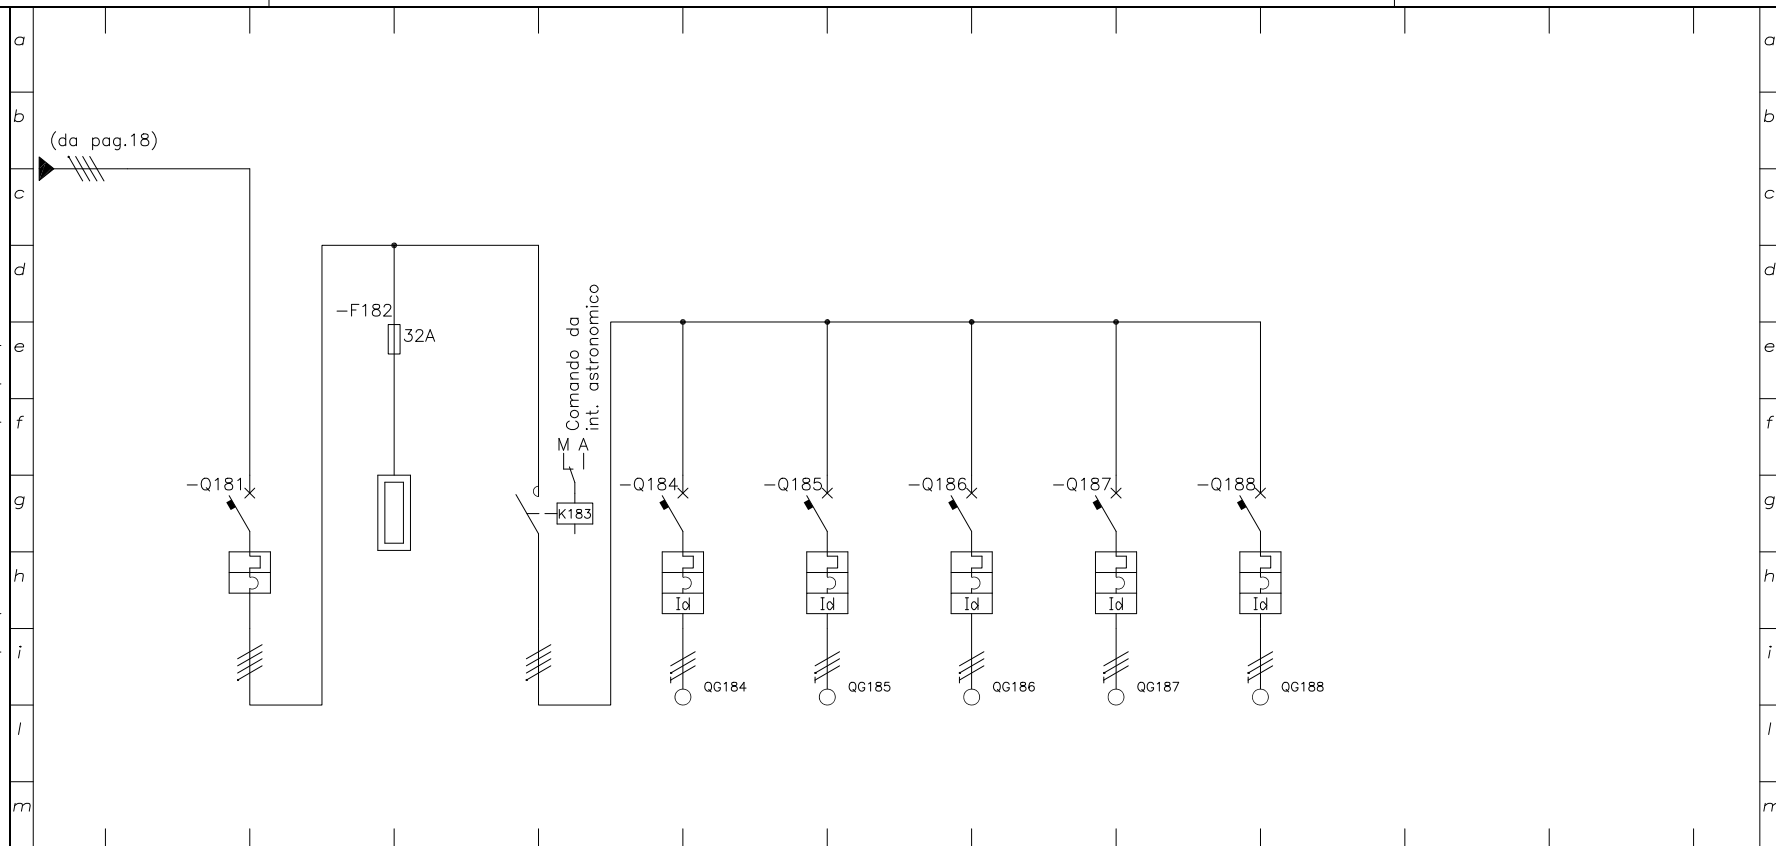 a
a
b
b
(da pag.18)
c
c
d
d
-F182
32A
e
e
Comando da
int. astronomico
f
f
M A
-Q181
-Q184
-Q185
-Q186
-Q187
-Q188
g
g
K183
h
h
Id
Id
Id
Id
Id
i
i
QG184
QG185
QG186
QG187
QG188
l
l
m
m